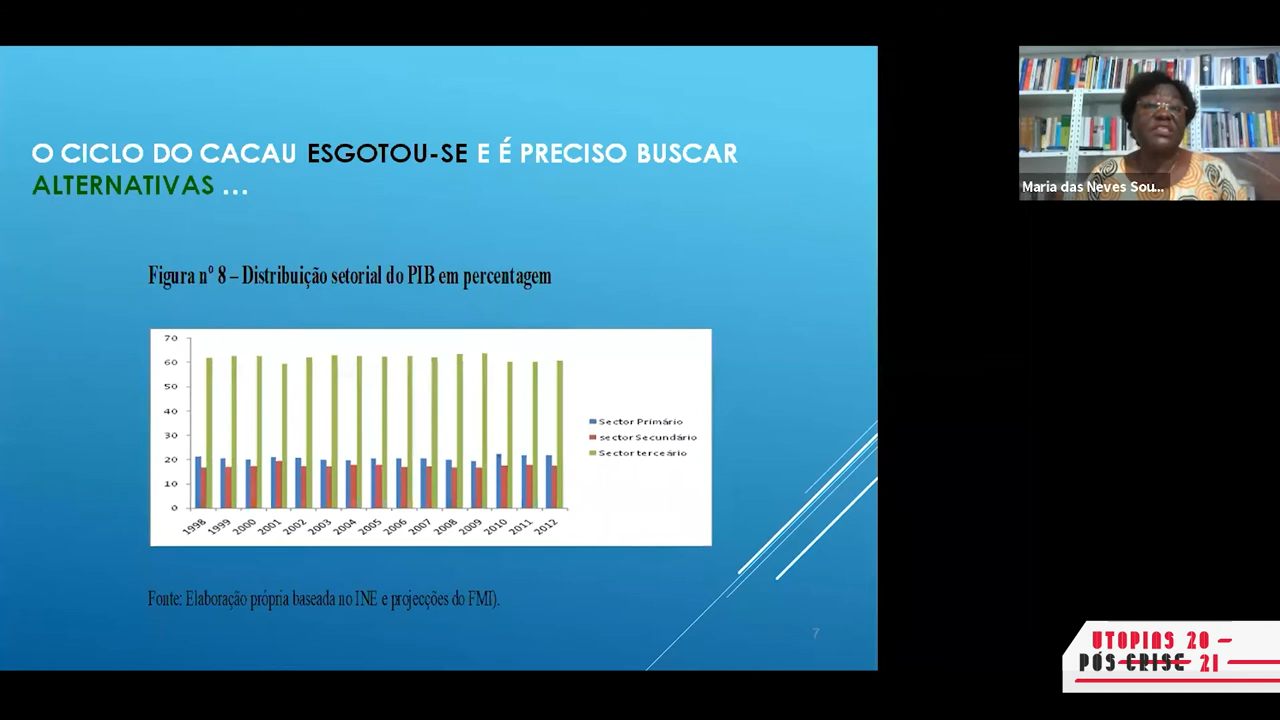 O CICLO DO CACAU ESGOTOU-SE E É PRECISO BUSCAR
ALTERNATIVAS ...
Figura nº 8 – Distribuição setorial do PIB em percentagem
70
60
50
40
30
20
10
0
1998
1999
2000
2001
2002
2003
2004
2005
2006
2007
2008
2009
2010
2011
2012
Sector Primário
sector Secundário
Sector terceário
Fonte: Elaboração própria baseada no INE e projecções do FMI).
7
Maria das Neves Sou...
UTOPIAS 20 –
PÓS CRISE 21